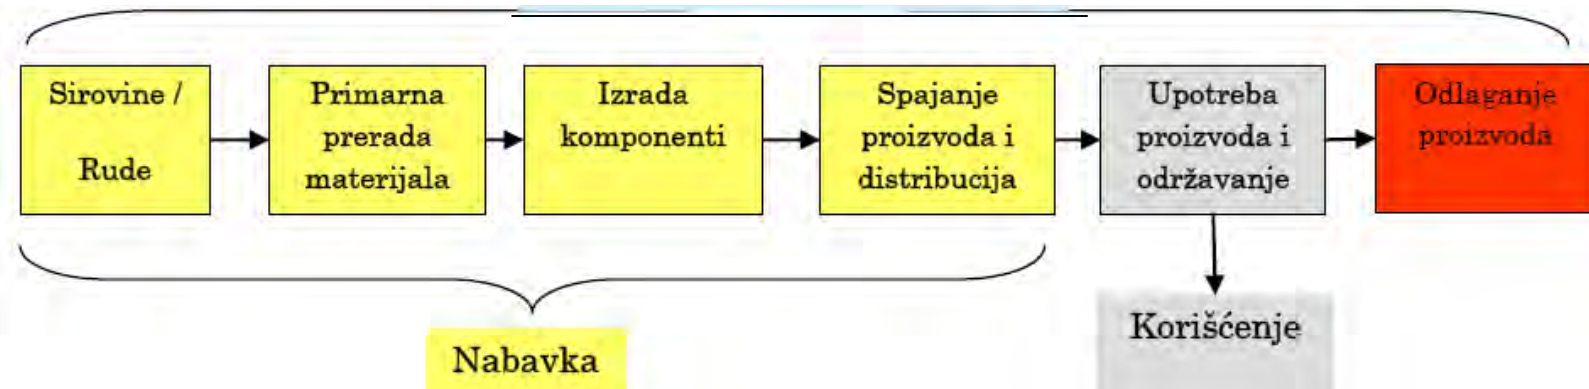 Sirovine /
Rude
Primarna
prerada
materijala
Izrada
komponenti
Spajanje
proizvoda i
distribucija
Upotreba
proizvoda i
održavanje
Odlaganje
proizvoda
Nabavka
Korišćenje